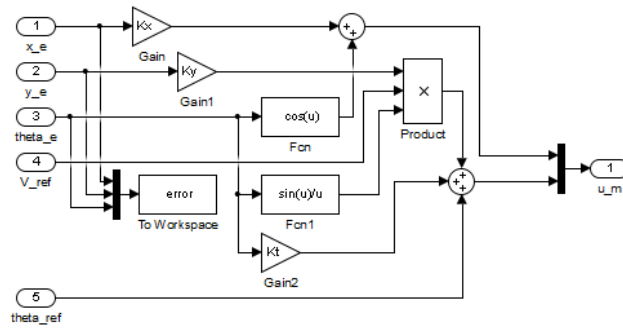 1
x_e
Kx
Gain
+
+
2
y_e
Ky
Gain1
×
Product
3
theta_e
cos(u)
Fcn
4
V_ref
error
To Workspace
sin(u)/u
Fcn1
+
+
+
1
u_m
Kt
Gain2
5
theta_ref